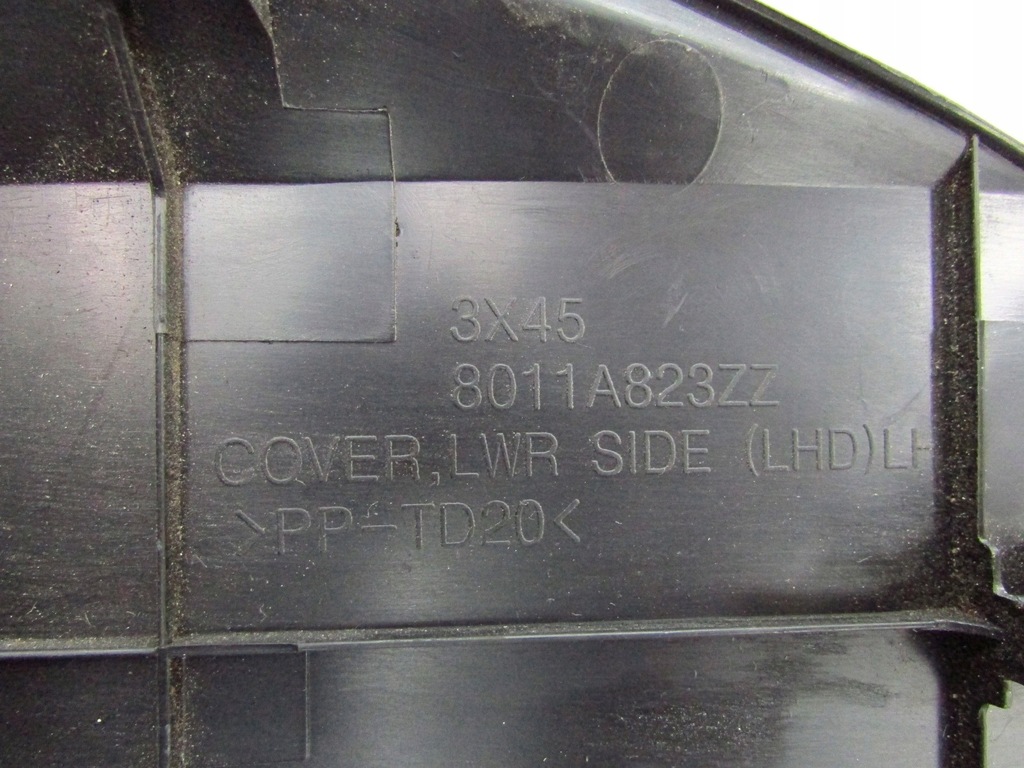 3X45
8011A823ZZ
COVER,LWR SIDE (LHD)LH
>PP-TD20<